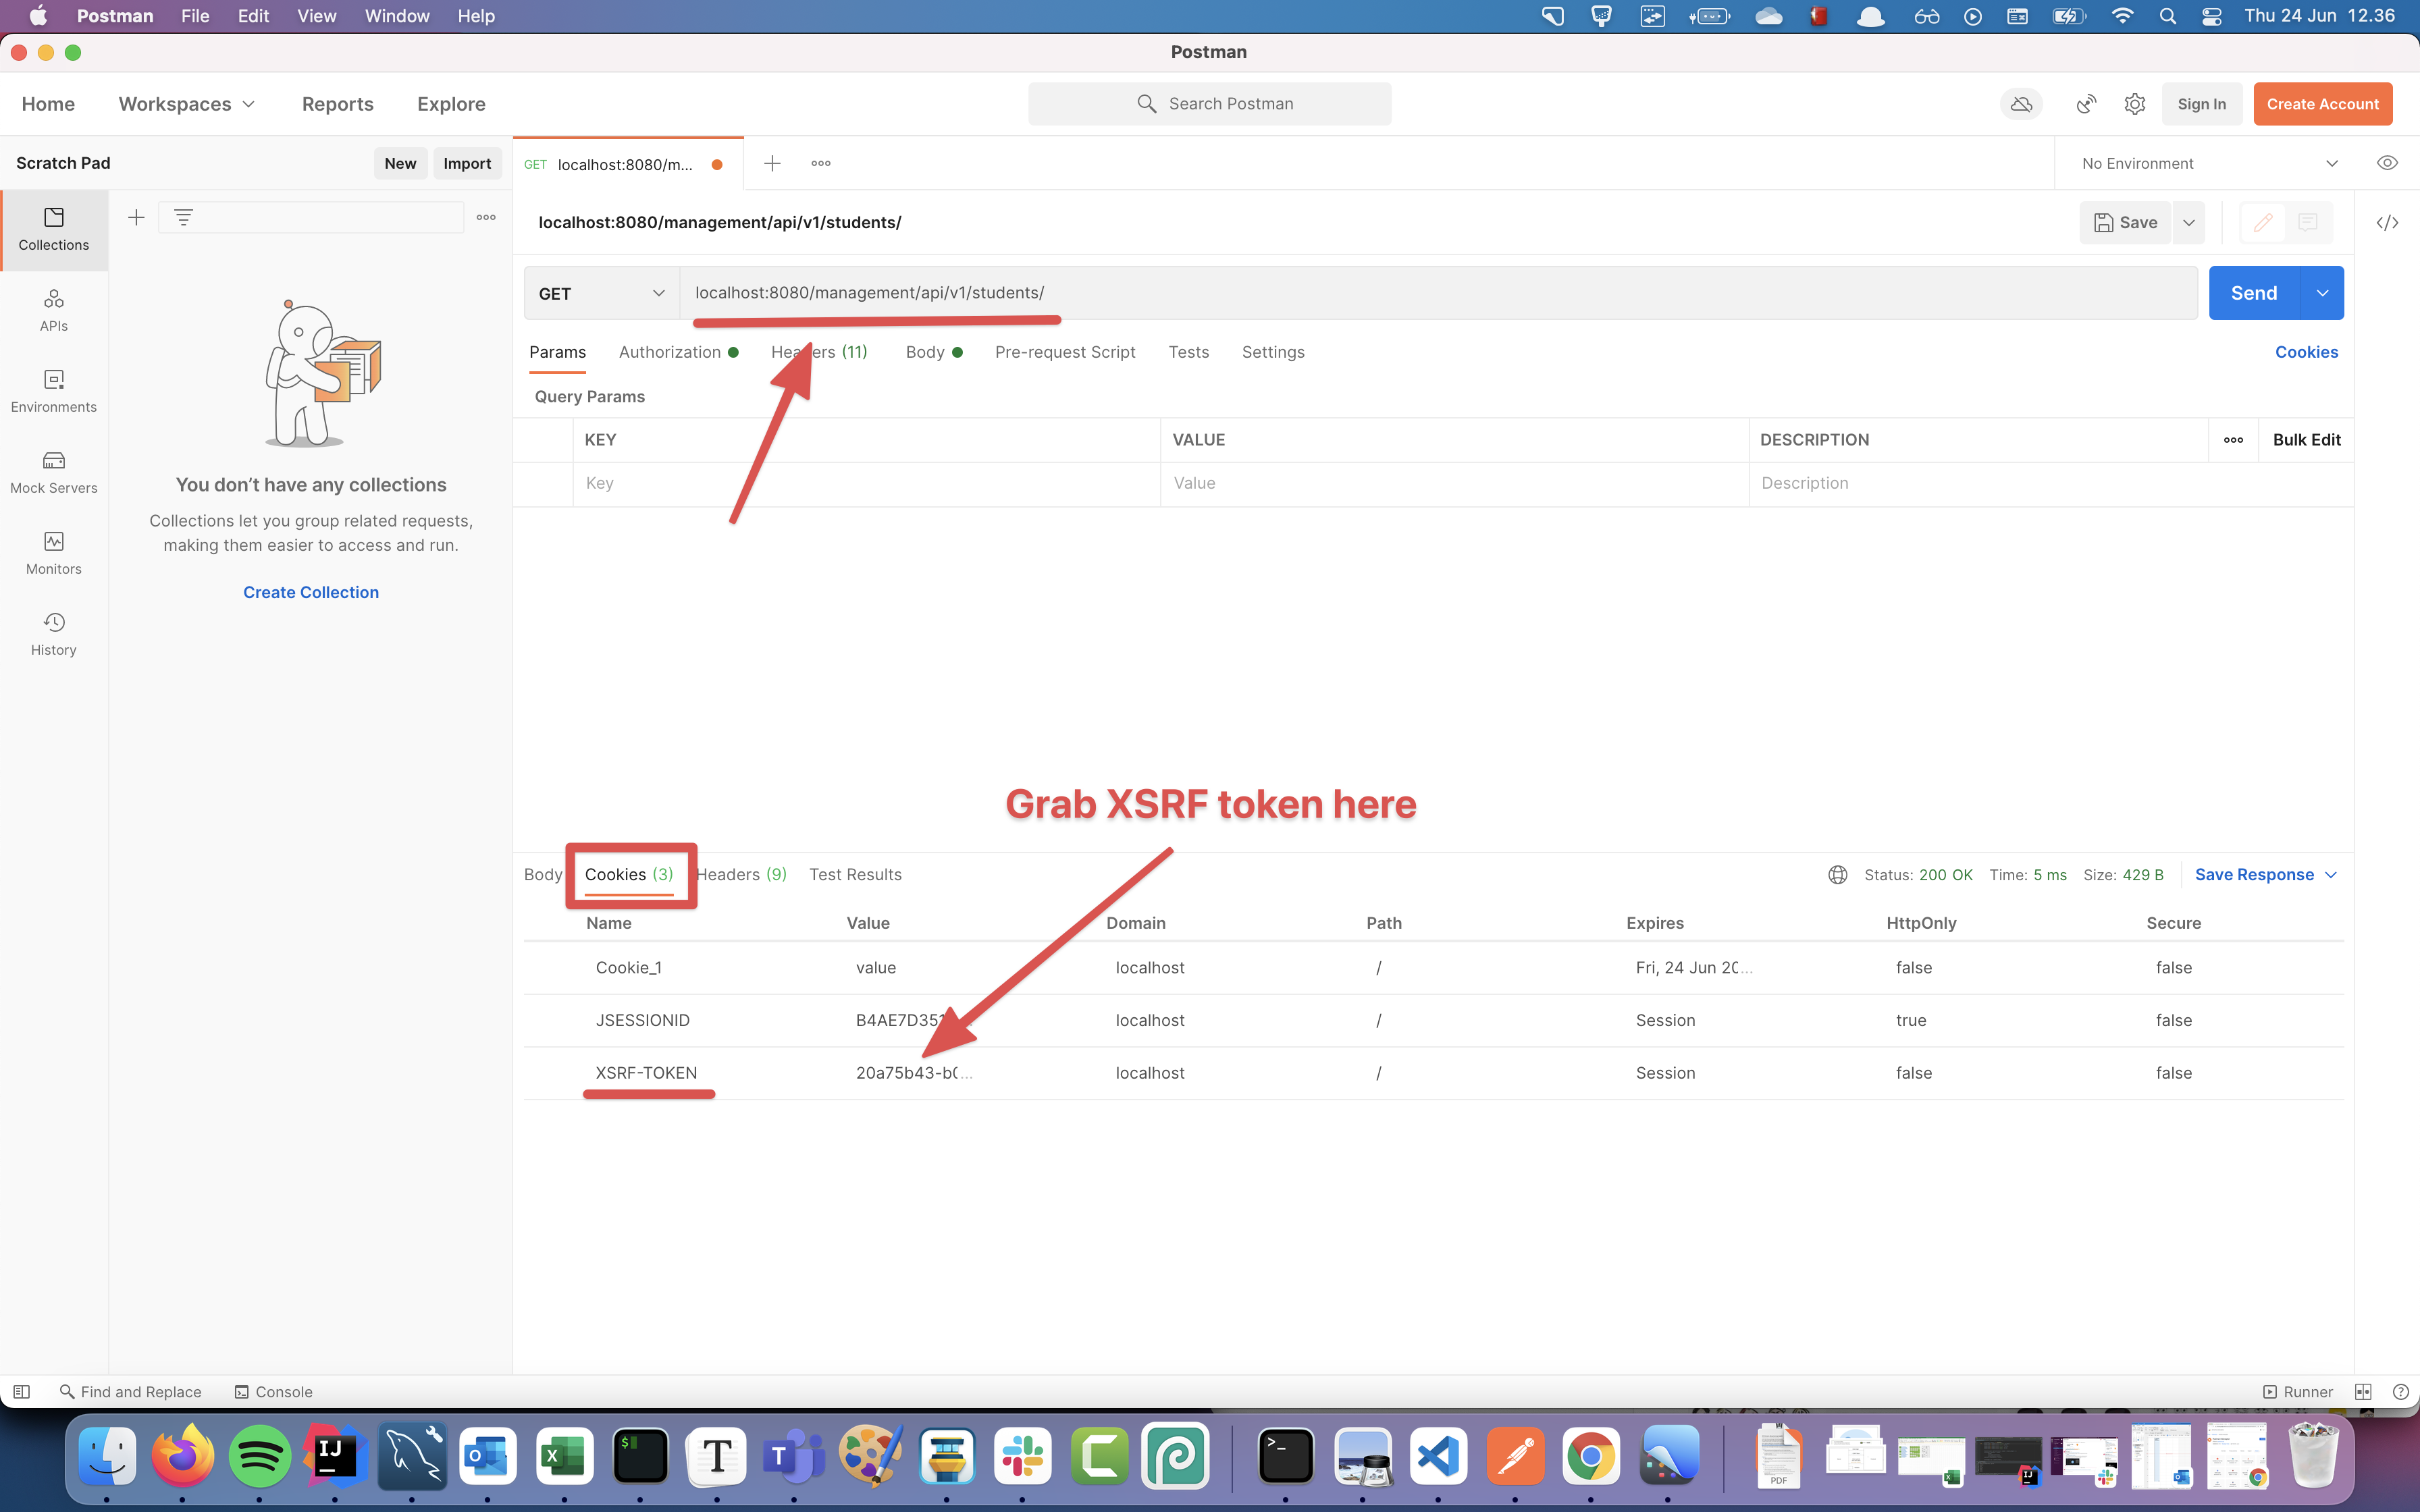 Postman File Edit View Window Help Thu 24 Jun 12.36
Postman
Home Workspaces Reports Explore Search Postman Sign In Create Account
Scratch Pad New Import GET localhost:8080/m... No Environment
Collections
localhost:8080/management/api/v1/students/ Save
GET localhost:8080/management/api/v1/students/ Send
APIs
Params Authorization Headers (11) Body Pre-request Script Tests Settings Cookies
Query Params
Environments
KEY VALUE DESCRIPTION Bulk Edit
Key Value Description
Mock Servers
You don’t have any collections
Collections let you group related requests,
making them easier to access and run.
Monitors
Create Collection
History
Grab XSRF token here
Body Cookies (3) Headers (9) Test Results Status: 200 OK Time: 5 ms Size: 429 B Save Response
Name Value Domain Path Expires HttpOnly Secure
Cookie_1 value localhost / Fri, 24 Jun 20... false false
JSESSIONID B4AE7D351 localhost / Session true false
XSRF-TOKEN 20a75b43-b0... localhost / Session false false
Find and Replace Console Runner
IJ O X $ T T C >_ PDF X IJ